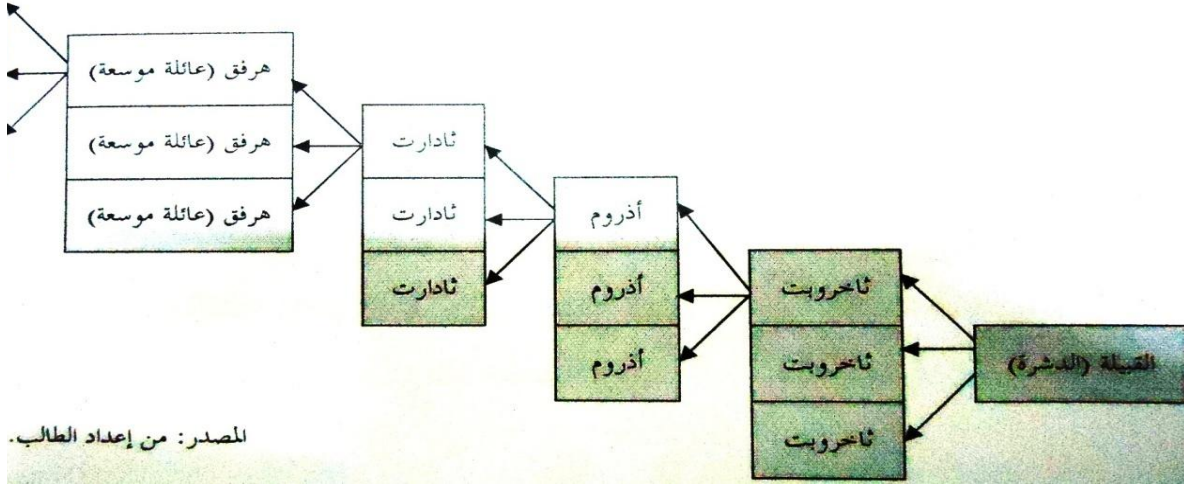 القبيلة (الدشرة)
ثاخروبت
ثاخروبت
ثاخروبت
أذروم
أذروم
أذروم
ثادارت
ثادارت
ثادارت
هرفق (عائلة موسعة)
هرفق (عائلة موسعة)
هرفق (عائلة موسعة)
المصدر: من إعداد الطالب.